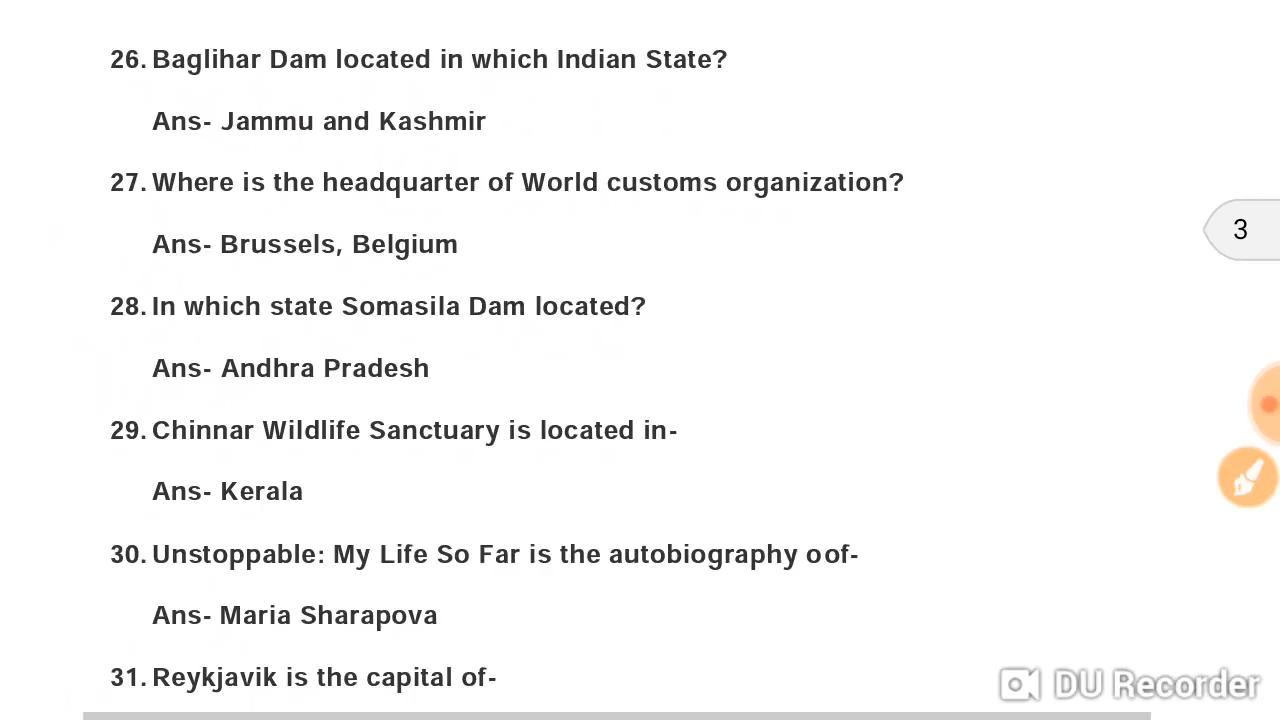 26. Baglihar Dam located in which Indian State?
Ans- Jammu and Kashmir
27. Where is the headquarter of World customs organization?
Ans- Brussels, Belgium
3
28. In which state Somasila Dam located?
Ans- Andhra Pradesh
29. Chinnar Wildlife Sanctuary is located in-
Ans- Kerala
30. Unstoppable: My Life So Far is the autobiography oof-
Ans- Maria Sharapova
31. Reykjavik is the capital of-
DU Recorder